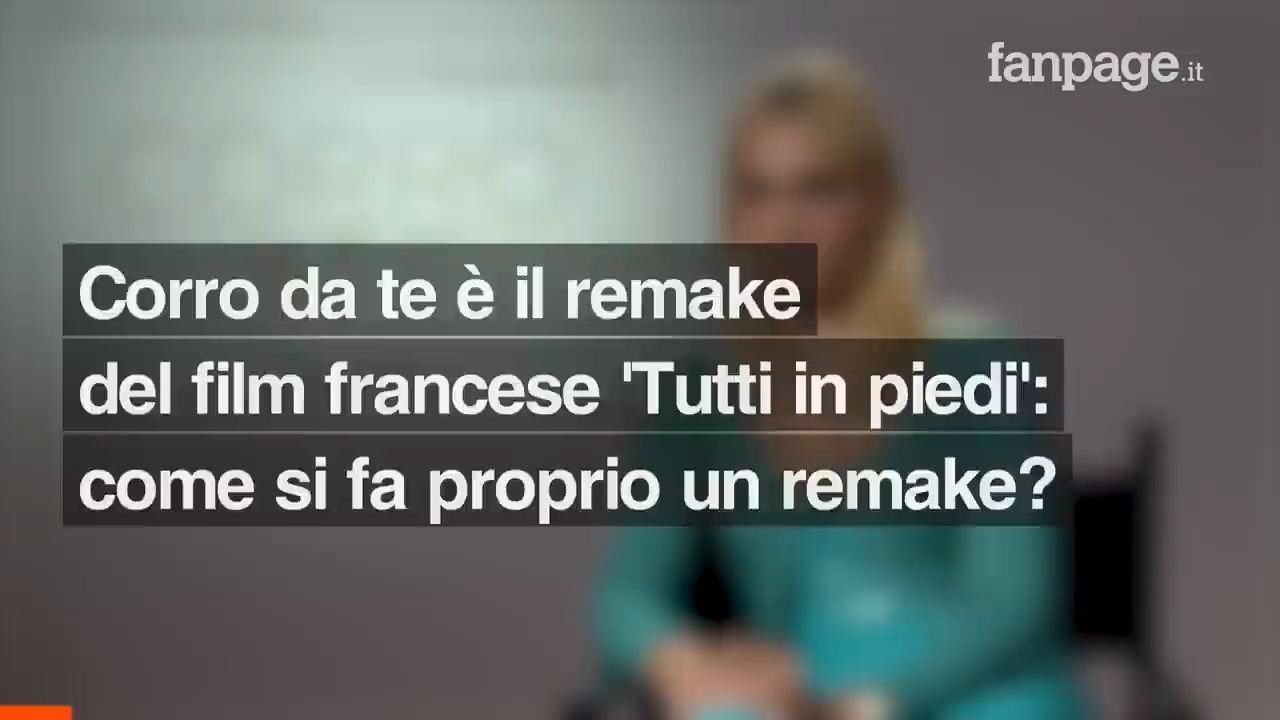 fanpage.it
Corro da te è il remake
del film francese 'Tutti in piedi':
come si fa proprio un remake?